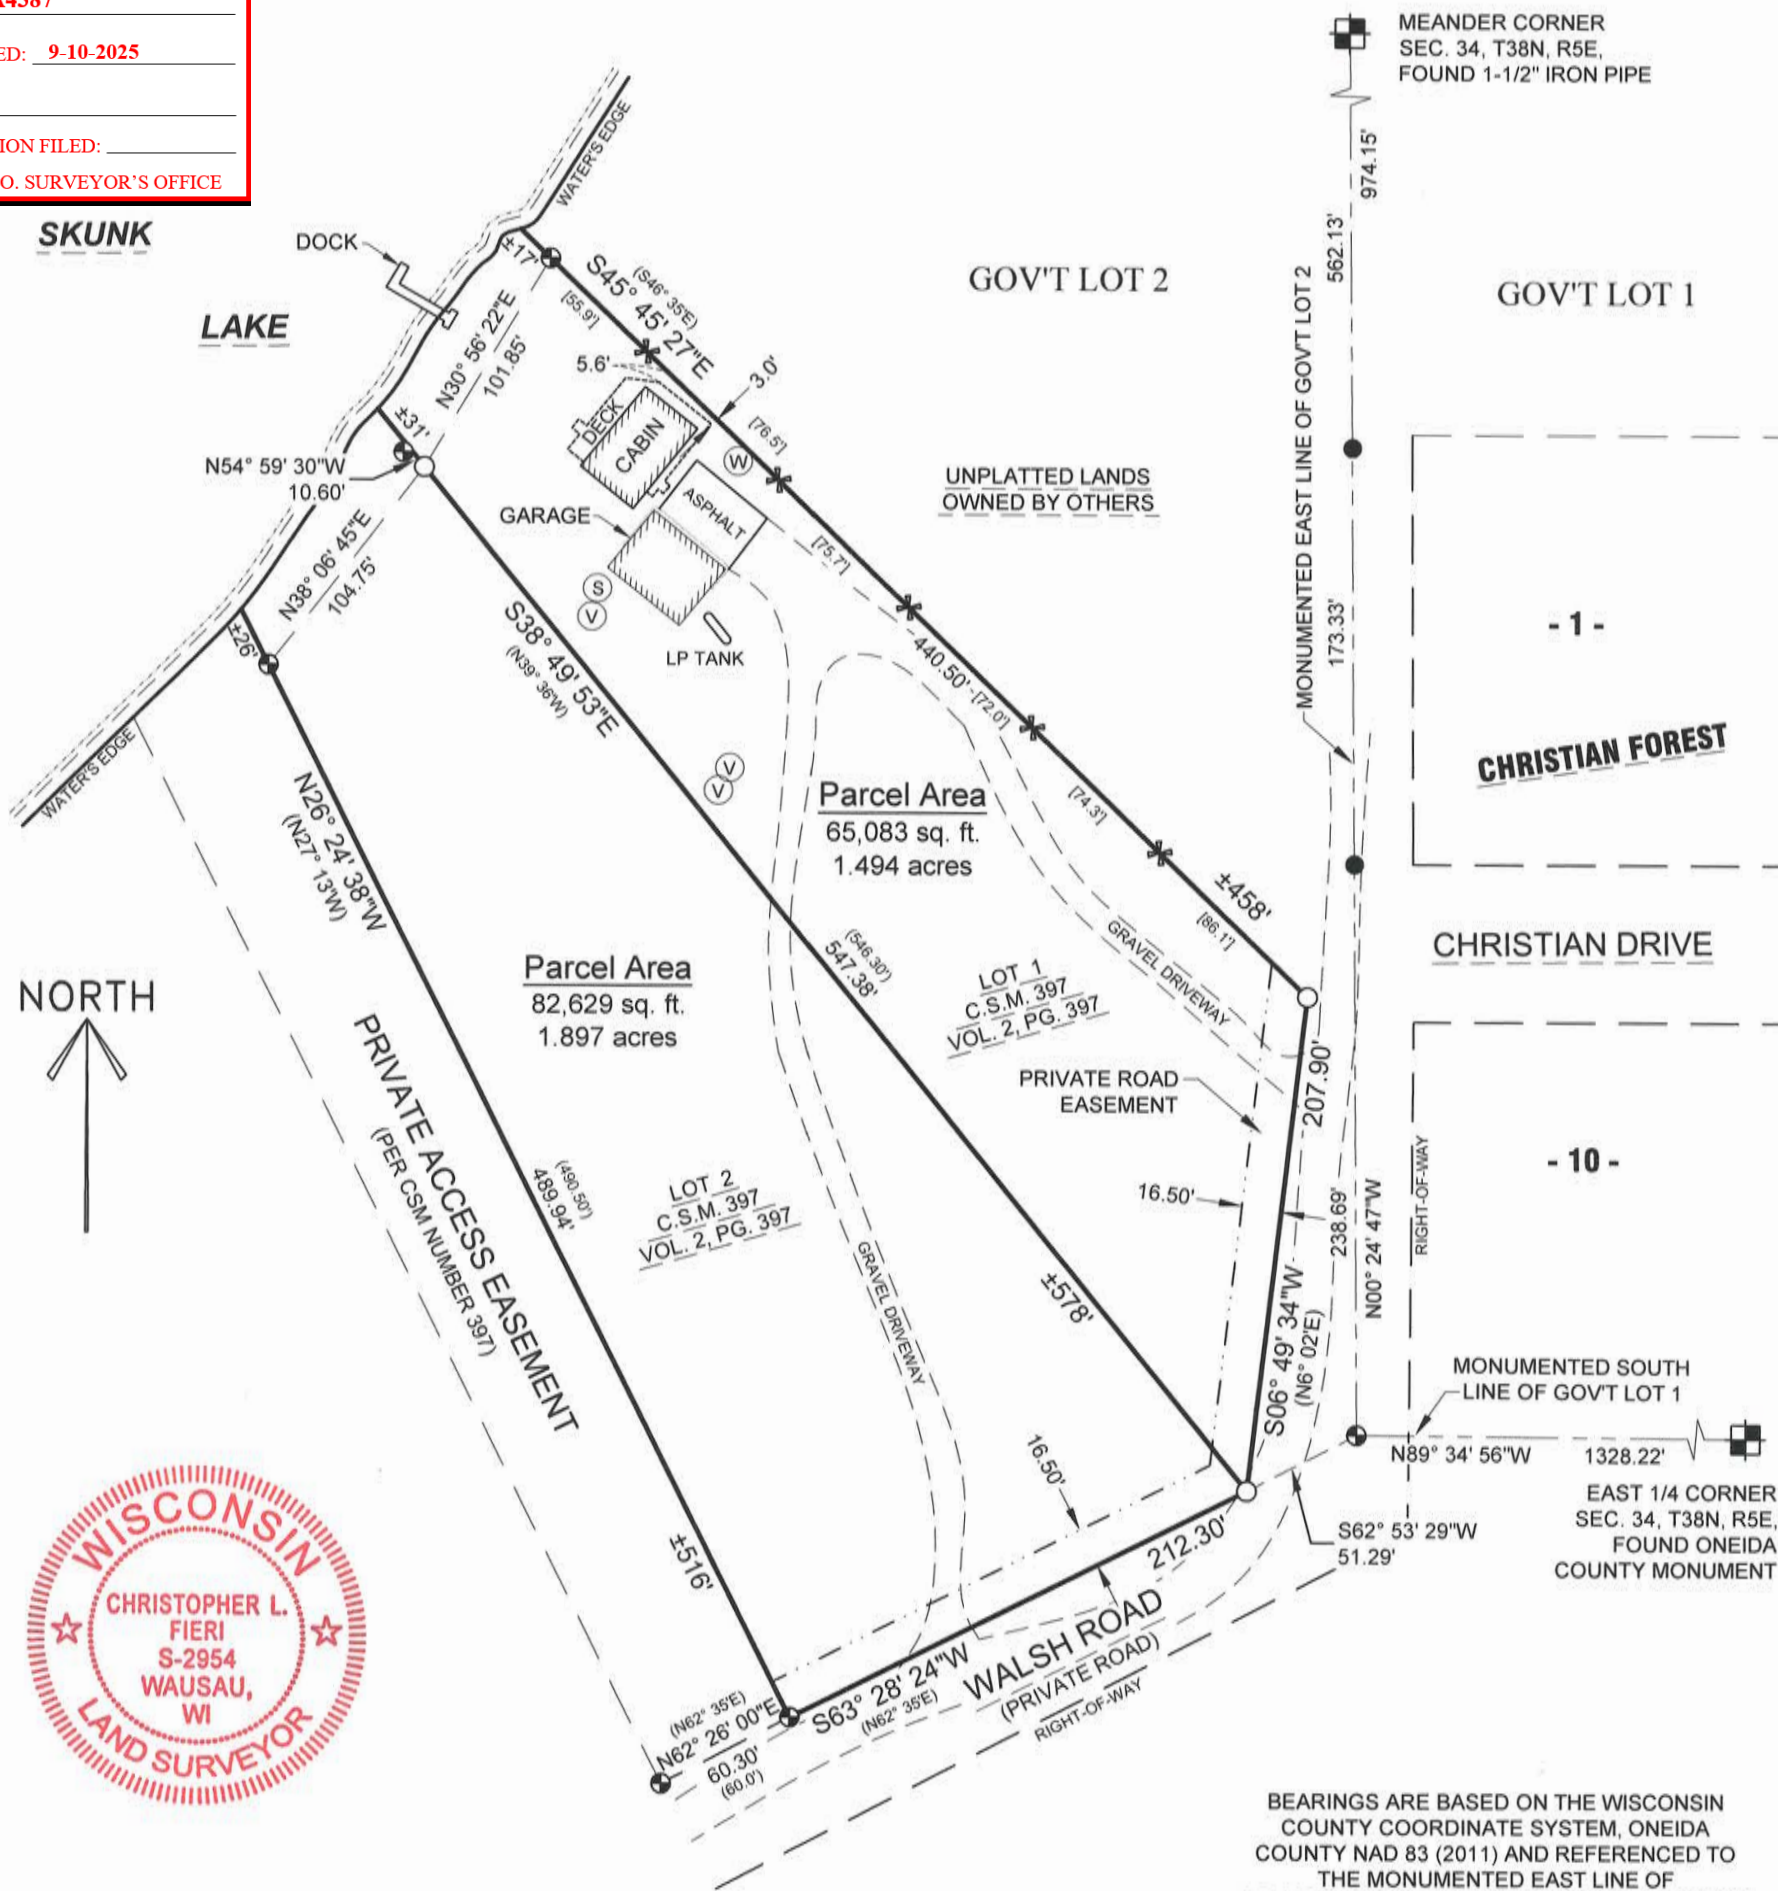 9-10-2025
ION FILED:
O. SURVEYOR'S OFFICE
MEANDER CORNER
SEC. 34, T38N, R5E,
FOUND 1-1/2" IRON PIPE
974.15'
562.13'
SKUNK
LAKE
DOCK
WATER'S EDGE
±17'
S45° 45' 27"E
(S46° 35'E)
[55.9']
N30° 56' 22"E
101.85'
5.6'
3.0'
[76.5']
DECK
CABIN
W
ASPHALT
GARAGE
S
V
LP TANK
[75.7']
440.50'
[72.0']
[74.3']
±458'
[86.1']
GOV'T LOT 2
GOV'T LOT 1
UNPLATTED LANDS
OWNED BY OTHERS
MONUMENTED EAST LINE OF GOV'T LOT 2
173.33'
- 1 -
CHRISTIAN FOREST
CHRISTIAN DRIVE
- 10 -
RIGHT-OF-WAY
±31'
N54° 59' 30"W
10.60'
N38° 06' 45"E
104.75'
±26'
WATER'S EDGE
S38° 49' 53"E
(N39° 36'W)
V
V
N26° 24' 38"W
(N27° 13'W)
Parcel Area
65,083 sq. ft.
1.494 acres
(546.30')
547.38'
Parcel Area
82,629 sq. ft.
1.897 acres
LOT 1
C.S.M. 397
VOL. 2, PG. 397
GRAVEL DRIVEWAY
PRIVATE ROAD
EASEMENT
16.50'
207.90'
S06° 49' 34"W
(N6° 02'E)
238.69'
N00° 24' 47"W
NORTH
PRIVATE ACCESS EASEMENT
(PER CSM NUMBER 397)
(490.50')
489.94'
LOT 2
C.S.M. 397
VOL. 2, PG. 397
GRAVEL DRIVEWAY
±578'
±516'
16.50'
212.30'
MONUMENTED SOUTH
LINE OF GOV'T LOT 1
N89° 34' 56"W 1328.22'
EAST 1/4 CORNER
SEC. 34, T38N, R5E,
FOUND ONEIDA
COUNTY MONUMENT
S62° 53' 29"W
51.29'
S63° 28' 24"W
(N62° 35'E)
WALSH ROAD
(PRIVATE ROAD)
RIGHT-OF-WAY
(N62° 35'E)
N62° 26' 00"E
60.30'
(60.0')
WISCONSIN
CHRISTOPHER L.
FIERI
S-2954
WAUSAU,
WI
LAND SURVEYOR
BEARINGS ARE BASED ON THE WISCONSIN
COUNTY COORDINATE SYSTEM, ONEIDA
COUNTY NAD 83 (2011) AND REFERENCED TO
THE MONUMENTED EAST LINE OF